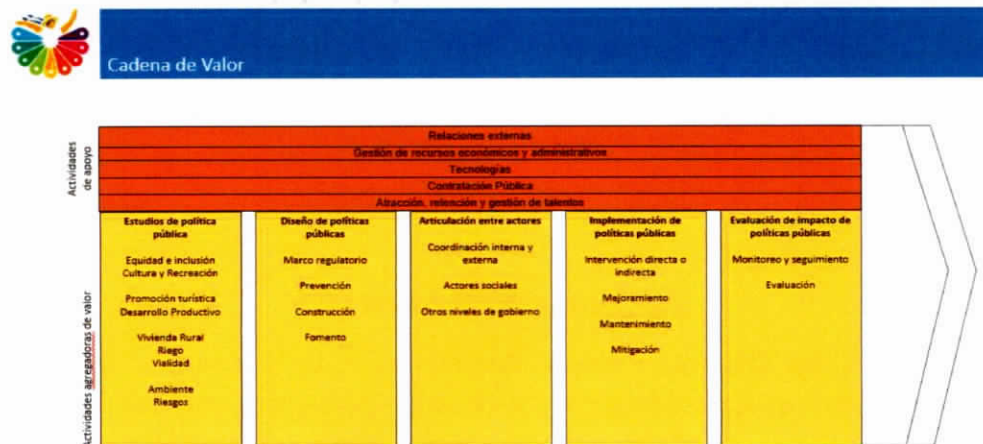 Cadena de Valor
Actividades
de apoyo
Relaciones externas
Gestión de recursos económicos y administrativos
Tecnologías
Contratación Pública
Atracción, retención y gestión de talentos
Actividades agregadoras de valor
Estudios de política
pública
Equidad e inclusión
Cultura y Recreación
Promoción turística
Desarrollo Productivo
Vivienda Rural
Riego
Vialidad
Ambiente
Riesgos
Diseño de políticas
públicas
Marco regulatorio
Prevención
Construcción
Fomento
Articulación entre actores
Coordinación interna y
externa
Actores sociales
Otros niveles de gobierno
Implementación de
políticas públicas
Intervención directa o
indirecta
Mejoramiento
Mantenimiento
Mitigación
Evaluación de impacto de
políticas públicas
Monitoreo y seguimiento
Evaluación